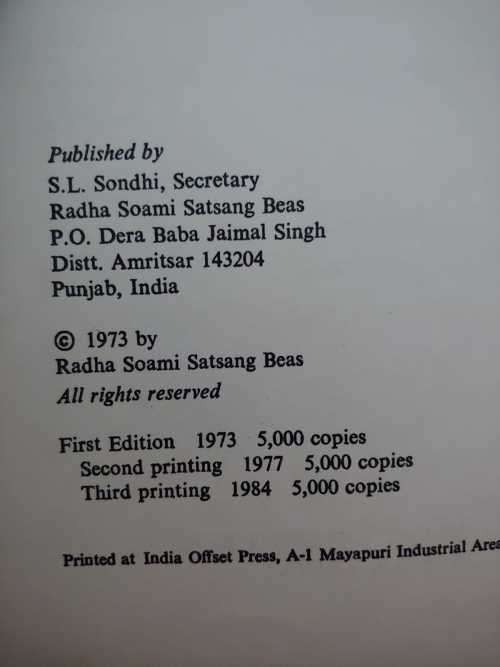 Published by
S.L. Sondhi, Secretary
Radha Soami Satsang Beas
P.O. Dera Baba Jaimal Singh
Distt. Amritsar 143204
Punjab, India
© 1973 by
Radha Soami Satsang Beas
All rights reserved
First Edition 1973 5,000 copies
Second printing 1977 5,000 copies
Third printing 1984 5,000 copies
Printed at India Offset Press, A-1 Mayapuri Industrial Area